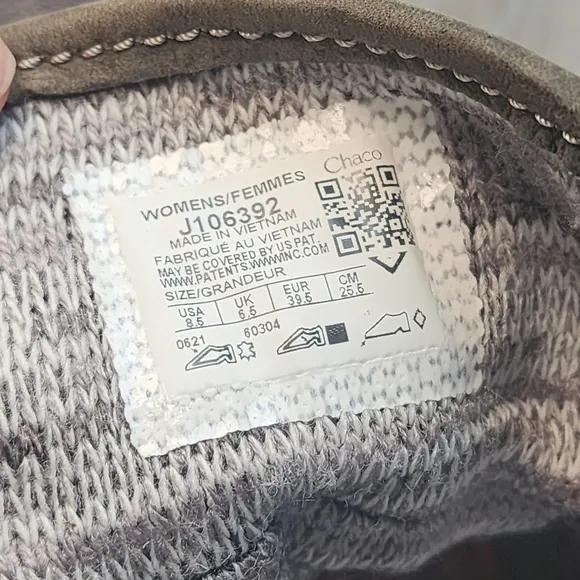 Chaco
WOMENS/FEMMES
J106392
MADE IN VIETNAM
FABRIQUÉ AU VIETNAM
MAY BE COVERED BY US PAT.
WWW.PATENTS.WWWINC.COM
SIZE/GRANDEUR
USA UK EUR CM
8.5 6.5 39.5 25.5
0621 60304